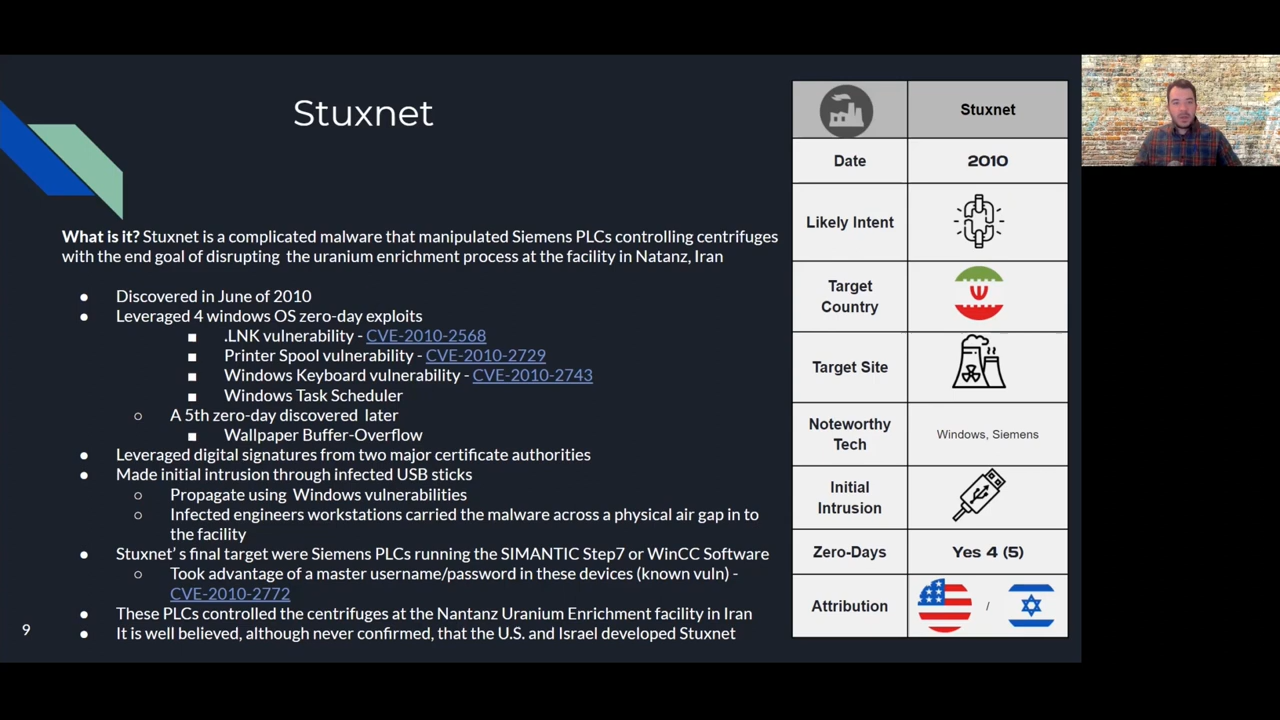 Stuxnet
What is it? Stuxnet is a complicated malware that manipulated Siemens PLCs controlling centrifuges
with the end goal of disrupting the uranium enrichment process at the facility in Natanz, Iran
● Discovered in June of 2010
● Leveraged 4 windows OS zero-day exploits
■ .LNK vulnerability - CVE-2010-2568
■ Printer Spool vulnerability - CVE-2010-2729
■ Windows Keyboard vulnerability - CVE-2010-2743
■ Windows Task Scheduler
○ A 5th zero-day discovered later
■ Wallpaper Buffer-Overflow
● Leveraged digital signatures from two major certificate authorities
● Made initial intrusion through infected USB sticks
○ Propagate using Windows vulnerabilities
○ Infected engineers workstations carried the malware across a physical air gap in to
the facility
● Stuxnet's final target were Siemens PLCs running the SIMANTIC Step7 or WinCC Software
○ Took advantage of a master username/password in these devices (known vuln) -
CVE-2010-2772
● These PLCs controlled the centrifuges at the Nantanz Uranium Enrichment facility in Iran
● It is well believed, although never confirmed, that the U.S. and Israel developed Stuxnet
9
Stuxnet
Date 2010
Likely Intent
Target
Country
Target Site
Noteworthy
Tech
Windows, Siemens
Initial
Intrusion
Zero-Days Yes 4 (5)
Attribution /